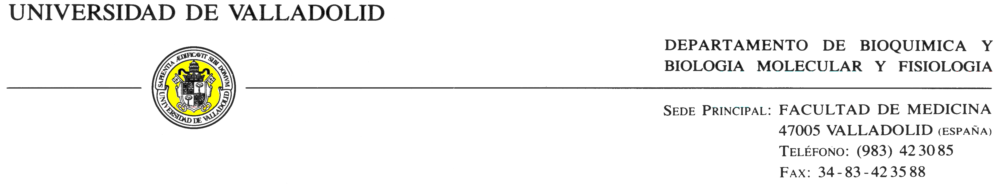 UNIVERSIDAD DE VALLADOLID
DEPARTAMENTO DE BIOQUIMICA Y
BIOLOGIA MOLECULAR Y FISIOLOGIA
SAPIENTIA ÆDIFICAVIT SIBI DOMVM
UNIVERSIDAD DE VALLADOLID
SEDE PRINCIPAL: FACULTAD DE MEDICINA
47005 VALLADOLID (ESPAÑA)
TELÉFONO: (983) 42 30 85
FAX: 34-83-42 35 88